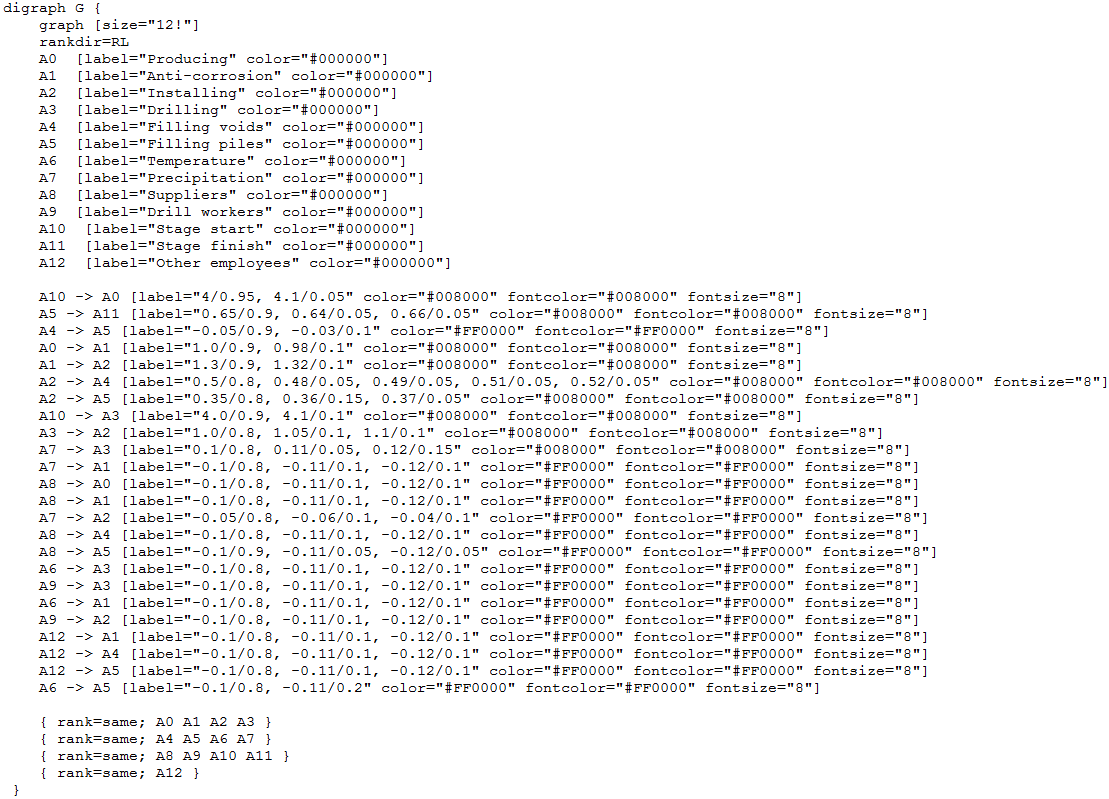 digraph G {
    graph [size="12!"]
    rankdir=RL
    A0  [label="Producing" color="#000000"]
    A1  [label="Anti-corrosion" color="#000000"]
    A2  [label="Installing" color="#000000"]
    A3  [label="Drilling" color="#000000"]
    A4  [label="Filling voids" color="#000000"]
    A5  [label="Filling piles" color="#000000"]
    A6  [label="Temperature" color="#000000"]
    A7  [label="Precipitation" color="#000000"]
    A8  [label="Suppliers" color="#000000"]
    A9  [label="Drill workers" color="#000000"]
    A10  [label="Stage start" color="#000000"]
    A11  [label="Stage finish" color="#000000"]
    A12  [label="Other employees" color="#000000"]

    A10 -> A0 [label="4/0.95, 4.1/0.05" color="#008000" fontcolor="#008000" fontsize="8"]
    A5 -> A11 [label="0.65/0.9, 0.64/0.05, 0.66/0.05" color="#008000" fontcolor="#008000" fontsize="8"]
    A4 -> A5 [label="-0.05/0.9, -0.03/0.1" color="#FF0000" fontcolor="#FF0000" fontsize="8"]
    A0 -> A1 [label="1.0/0.9, 0.98/0.1" color="#008000" fontcolor="#008000" fontsize="8"]
    A1 -> A2 [label="1.3/0.9, 1.32/0.1" color="#008000" fontcolor="#008000" fontsize="8"]
    A2 -> A4 [label="0.5/0.8, 0.48/0.05, 0.49/0.05, 0.51/0.05, 0.52/0.05" color="#008000" fontcolor="#008000" fontsize="8"]
    A2 -> A5 [label="0.35/0.8, 0.36/0.15, 0.37/0.05" color="#008000" fontcolor="#008000" fontsize="8"]
    A10 -> A3 [label="4.0/0.9, 4.1/0.1" color="#008000" fontcolor="#008000" fontsize="8"]
    A3 -> A2 [label="1.0/0.8, 1.05/0.1, 1.1/0.1" color="#008000" fontcolor="#008000" fontsize="8"]
    A7 -> A3 [label="0.1/0.8, 0.11/0.05, 0.12/0.15" color="#008000" fontcolor="#008000" fontsize="8"]
    A7 -> A1 [label="-0.1/0.8, -0.11/0.1, -0.12/0.1" color="#FF0000" fontcolor="#FF0000" fontsize="8"]
    A8 -> A0 [label="-0.1/0.8, -0.11/0.1, -0.12/0.1" color="#FF0000" fontcolor="#FF0000" fontsize="8"]
    A8 -> A1 [label="-0.1/0.8, -0.11/0.1, -0.12/0.1" color="#FF0000" fontcolor="#FF0000" fontsize="8"]
    A7 -> A2 [label="-0.05/0.8, -0.06/0.1, -0.04/0.1" color="#FF0000" fontcolor="#FF0000" fontsize="8"]
    A8 -> A4 [label="-0.1/0.8, -0.11/0.1, -0.12/0.1" color="#FF0000" fontcolor="#FF0000" fontsize="8"]
    A8 -> A5 [label="-0.1/0.9, -0.11/0.05, -0.12/0.05" color="#FF0000" fontcolor="#FF0000" fontsize="8"]
    A6 -> A3 [label="-0.1/0.8, -0.11/0.1, -0.12/0.1" color="#FF0000" fontcolor="#FF0000" fontsize="8"]
    A9 -> A3 [label="-0.1/0.8, -0.11/0.1, -0.12/0.1" color="#FF0000" fontcolor="#FF0000" fontsize="8"]
    A6 -> A1 [label="-0.1/0.8, -0.11/0.1, -0.12/0.1" color="#FF0000" fontcolor="#FF0000" fontsize="8"]
    A9 -> A2 [label="-0.1/0.8, -0.11/0.1, -0.12/0.1" color="#FF0000" fontcolor="#FF0000" fontsize="8"]
    A12 -> A1 [label="-0.1/0.8, -0.11/0.1, -0.12/0.1" color="#FF0000" fontcolor="#FF0000" fontsize="8"]
    A12 -> A4 [label="-0.1/0.8, -0.11/0.1, -0.12/0.1" color="#FF0000" fontcolor="#FF0000" fontsize="8"]
    A12 -> A5 [label="-0.1/0.8, -0.11/0.1, -0.12/0.1" color="#FF0000" fontcolor="#FF0000" fontsize="8"]
    A6 -> A5 [label="-0.1/0.8, -0.11/0.2" color="#FF0000" fontcolor="#FF0000" fontsize="8"]

    { rank=same; A0 A1 A2 A3 }
    { rank=same; A4 A5 A6 A7 }
    { rank=same; A8 A9 A10 A11 }
    { rank=same; A12 }
}